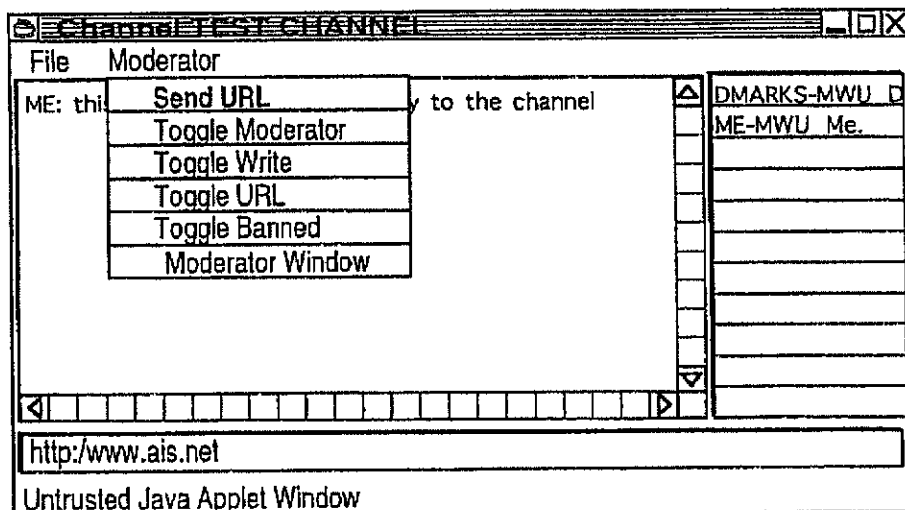 Channel TEST CHANNEL
File Moderator
ME: thi y to the channel
Send URL
Toggle Moderator
Toggle Write
Toggle URL
Toggle Banned
Moderator Window
DMARKS-MWU D
ME-MWU Me.
http:/www.ais.net
Untrusted Java Applet Window